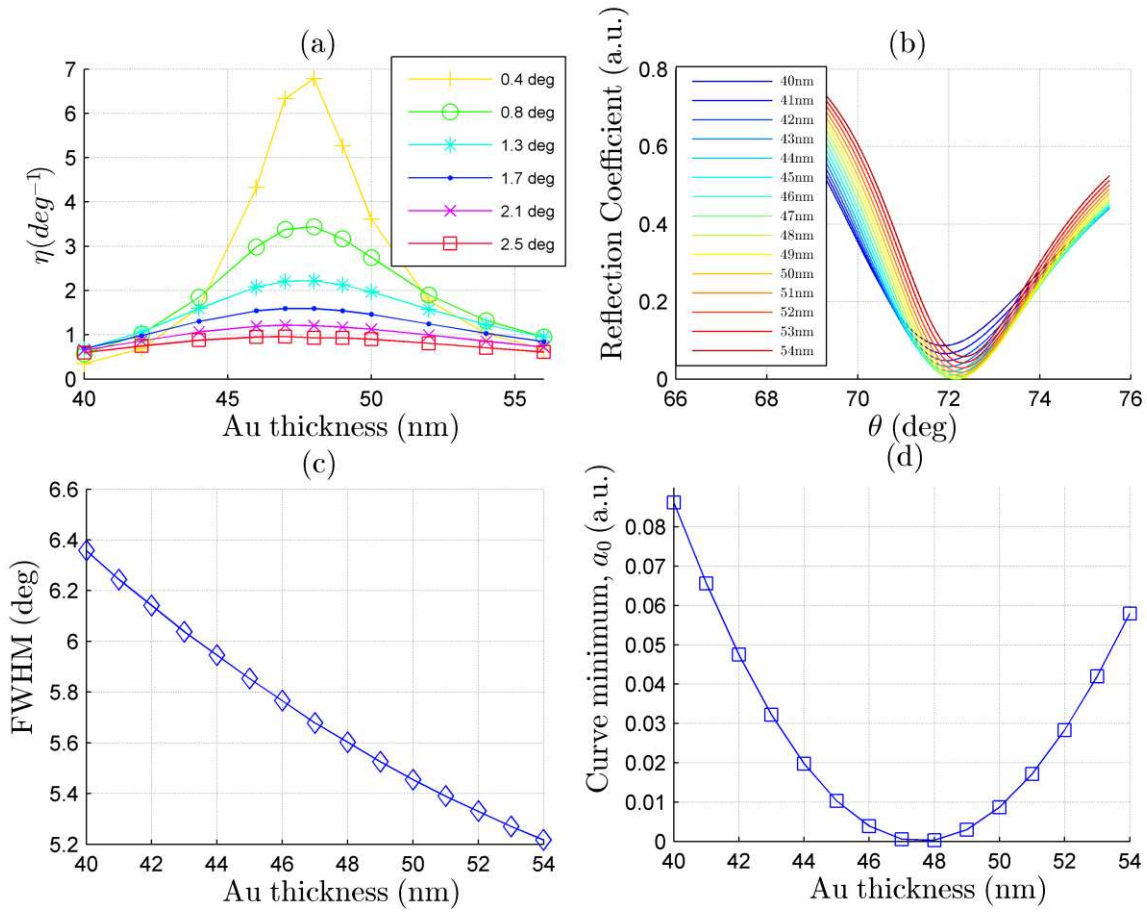 (a)
η(deg⁻¹)
7
6
5
4
3
2
1
0
40
45
50
55
Au thickness (nm)
0.4 deg
0.8 deg
1.3 deg
1.7 deg
2.1 deg
2.5 deg
(b)
Reflection Coefficient (a.u.)
0.8
0.6
0.4
0.2
0
66
68
70
72
74
76
θ (deg)
40nm
41nm
42nm
43nm
44nm
45nm
46nm
47nm
48nm
49nm
50nm
51nm
52nm
53nm
54nm
(c)
FWHM (deg)
6.6
6.4
6.2
6
5.8
5.6
5.4
5.2
40
42
44
46
48
50
52
54
Au thickness (nm)
(d)
Curve minimum, a₀ (a.u.)
0.08
0.07
0.06
0.05
0.04
0.03
0.02
0.01
0
40
42
44
46
48
50
52
54
Au thickness (nm)